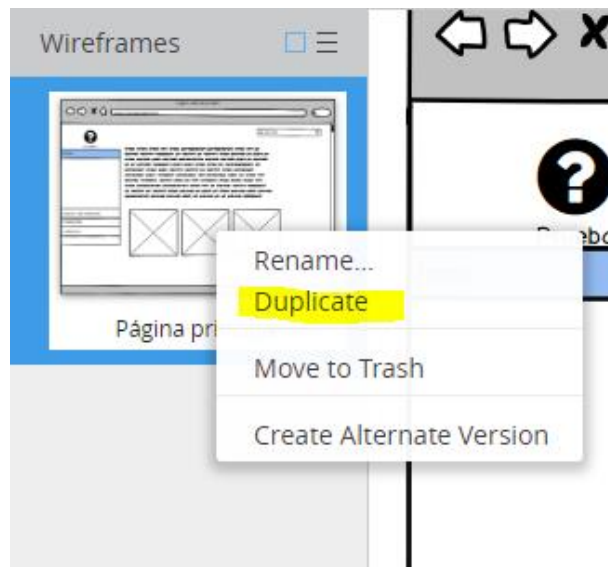 Wireframes
Rename...
Duplicate
Página pri
Move to Trash
Create Alternate Version